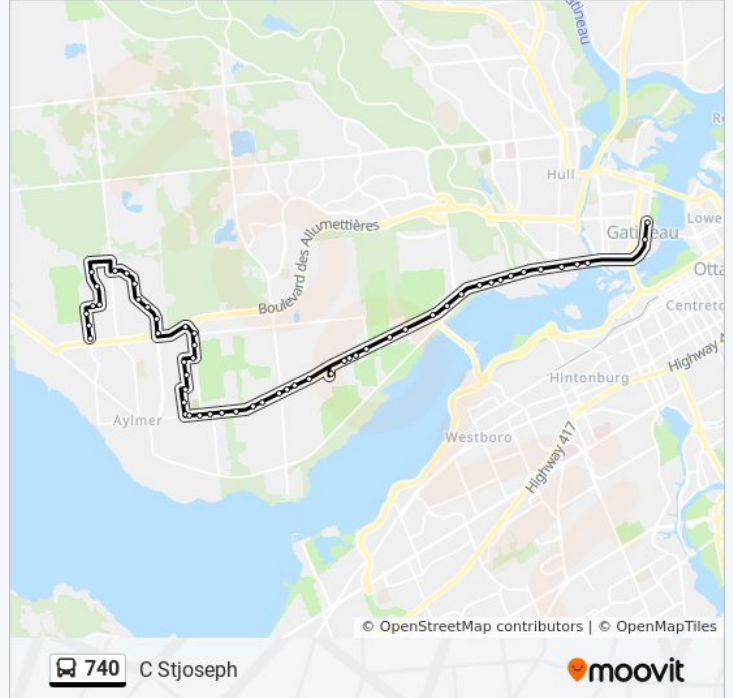 Gatineau
Hull
Lowe
Gatineau
Boulevard des Allumettières
Otta
Centreto
Highway 4
Hintonburg
Aylmer
Westboro
Highway 417
© OpenStreetMap contributors | © OpenMapTiles
740 C Stjoseph
moovit